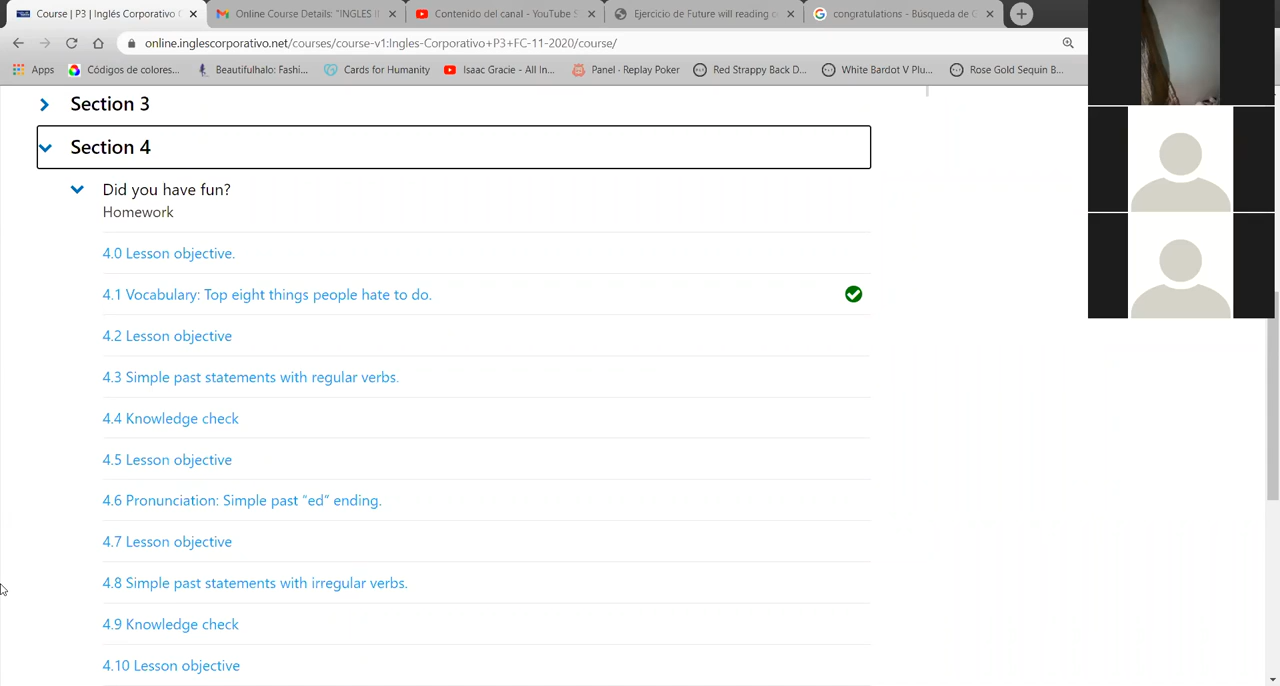 Course | P3 | Inglés Corporativo
Online Course Details: "INGLES
Contenido del canal - YouTube
Ejercicio de Future will reading
congratulations - Búsqueda de
online.inglescorporativo.net/courses/course-v1:Ingles-Corporativo+P3+FC-11-2020/course/
Apps
Códigos de colores...
Beautifulhalo: Fashi...
Cards for Humanity
Isaac Gracie - All In...
Panel · Replay Poker
Red Strappy Back D...
White Bardot V Plu...
Rose Gold Sequin B...
Section 3
Section 4
Did you have fun?
Homework
4.0 Lesson objective.
4.1 Vocabulary: Top eight things people hate to do.
4.2 Lesson objective
4.3 Simple past statements with regular verbs.
4.4 Knowledge check
4.5 Lesson objective
4.6 Pronunciation: Simple past “ed” ending.
4.7 Lesson objective
4.8 Simple past statements with irregular verbs.
4.9 Knowledge check
4.10 Lesson objective